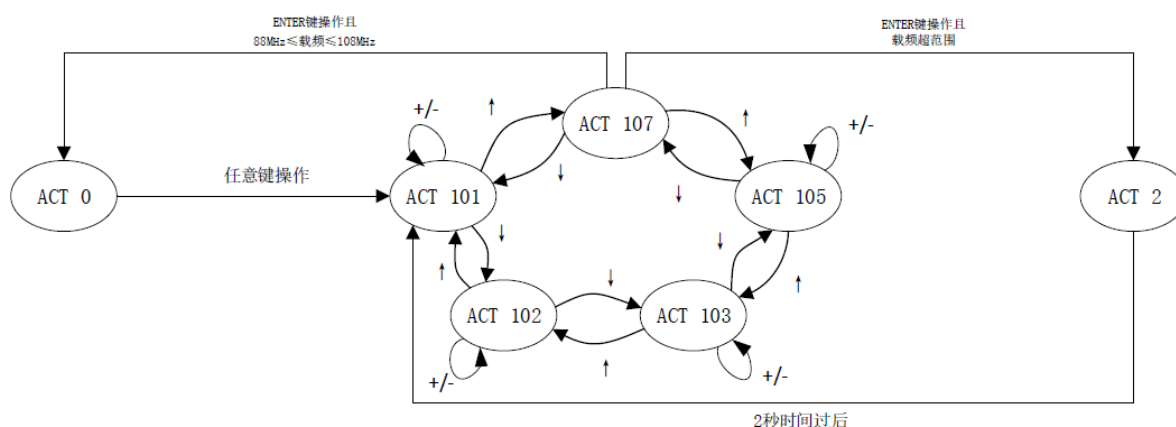 ENTER键操作且
88MHz≤载频≤108MHz
ENTER键操作且
载频超范围
+/-
↑
ACT 107
↑
+/-
ACT 0
任意键操作
ACT 101
↓
↓
ACT 105
ACT 2
↓
↓
↑
↓
↑
ACT 102
ACT 103
+/-
↑
+/-
2秒时间过后